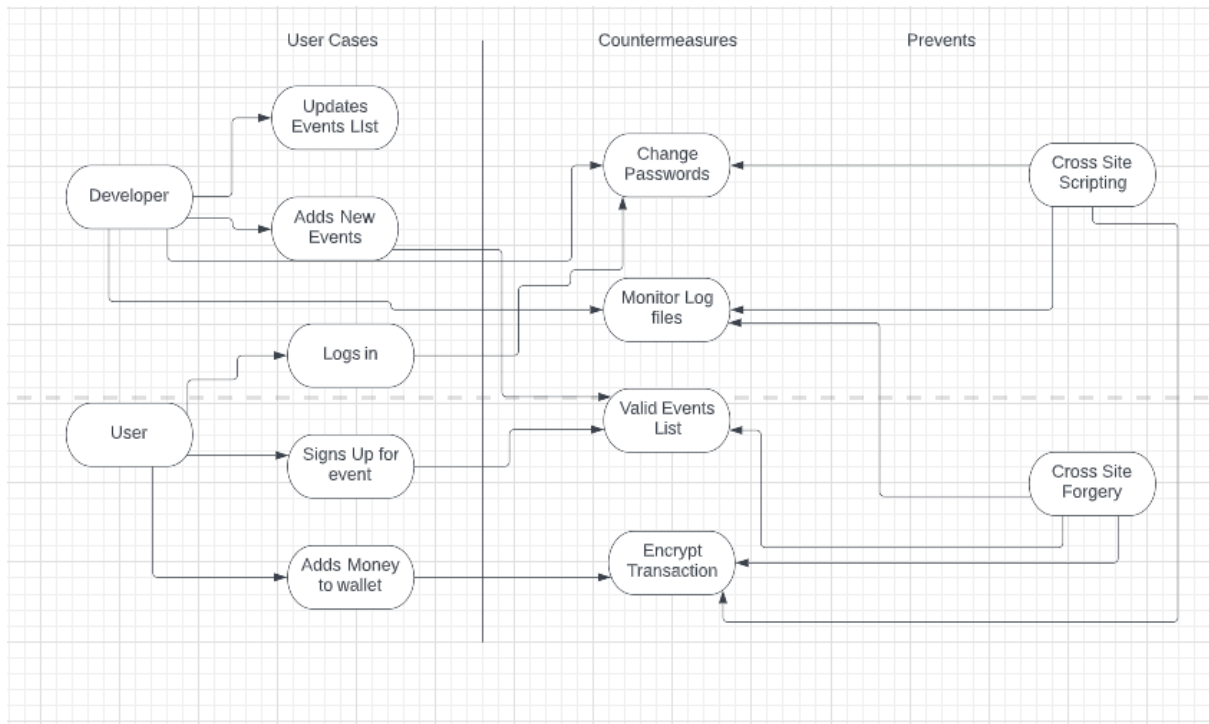 User Cases
Countermeasures
Prevents
Updates
Events LIst
Developer
Adds New
Events
Change
Passwords
Cross Site
Scripting
Monitor Log
files
Logs in
User
Valid Events
List
Signs Up for
event
Cross Site
Forgery
Adds Money
to wallet
Encrypt
Transaction